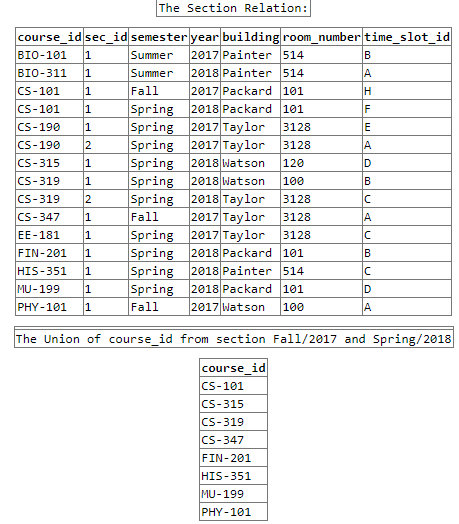 The Section Relation:
course_id sec_id semester year building room_number time_slot_id
BIO-101 1 Summer 2017 Painter 514 B
BIO-311 1 Summer 2018 Painter 514 A
CS-101 1 Fall 2017 Packard 101 H
CS-101 1 Spring 2018 Packard 101 F
CS-190 1 Spring 2017 Taylor 3128 E
CS-190 2 Spring 2017 Taylor 3128 A
CS-315 1 Spring 2018 Watson 120 D
CS-319 1 Spring 2018 Watson 100 B
CS-319 2 Spring 2018 Taylor 3128 C
CS-347 1 Fall 2017 Taylor 3128 A
EE-181 1 Spring 2017 Taylor 3128 C
FIN-201 1 Spring 2018 Packard 101 B
HIS-351 1 Spring 2018 Painter 514 C
MU-199 1 Spring 2018 Packard 101 D
PHY-101 1 Fall 2017 Watson 100 A
The Union of course_id from section Fall/2017 and Spring/2018
course_id
CS-101
CS-315
CS-319
CS-347
FIN-201
HIS-351
MU-199
PHY-101